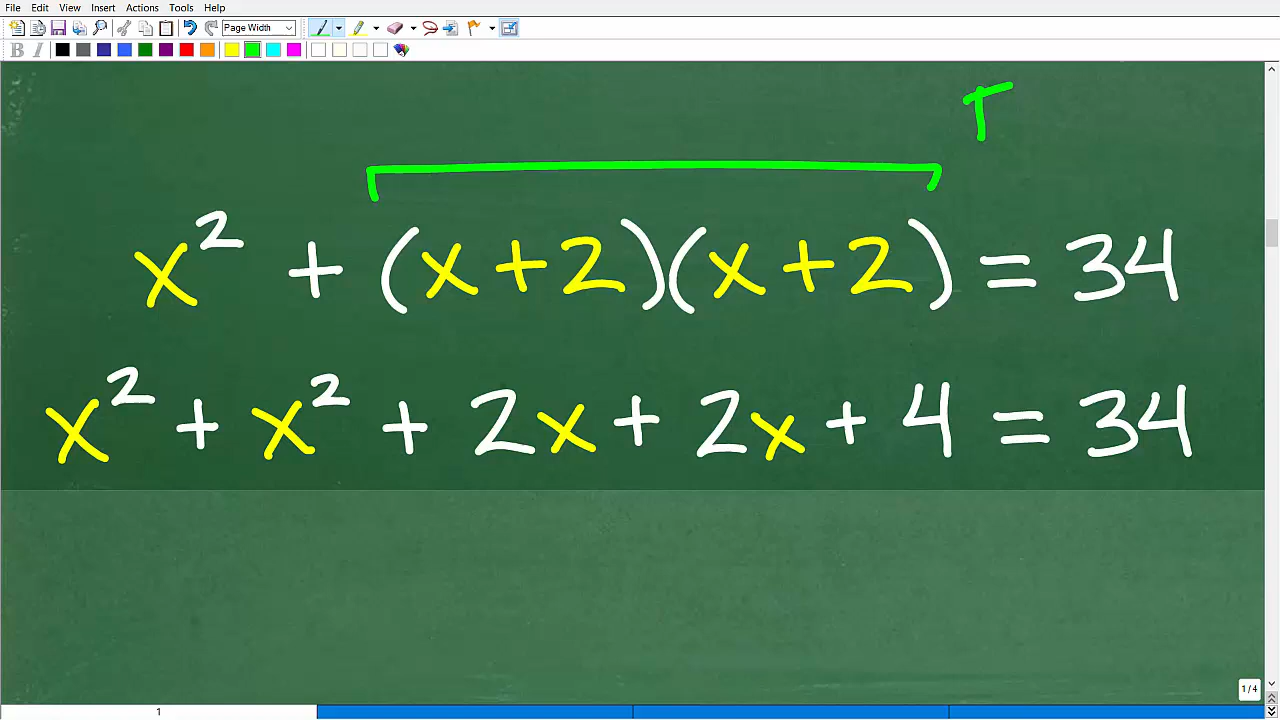 File Edit View Insert Actions Tools Help
Page Width
B I
x² + (x+2)(x+2) = 34
x² + x² + 2x + 2x + 4 = 34
1/4
1